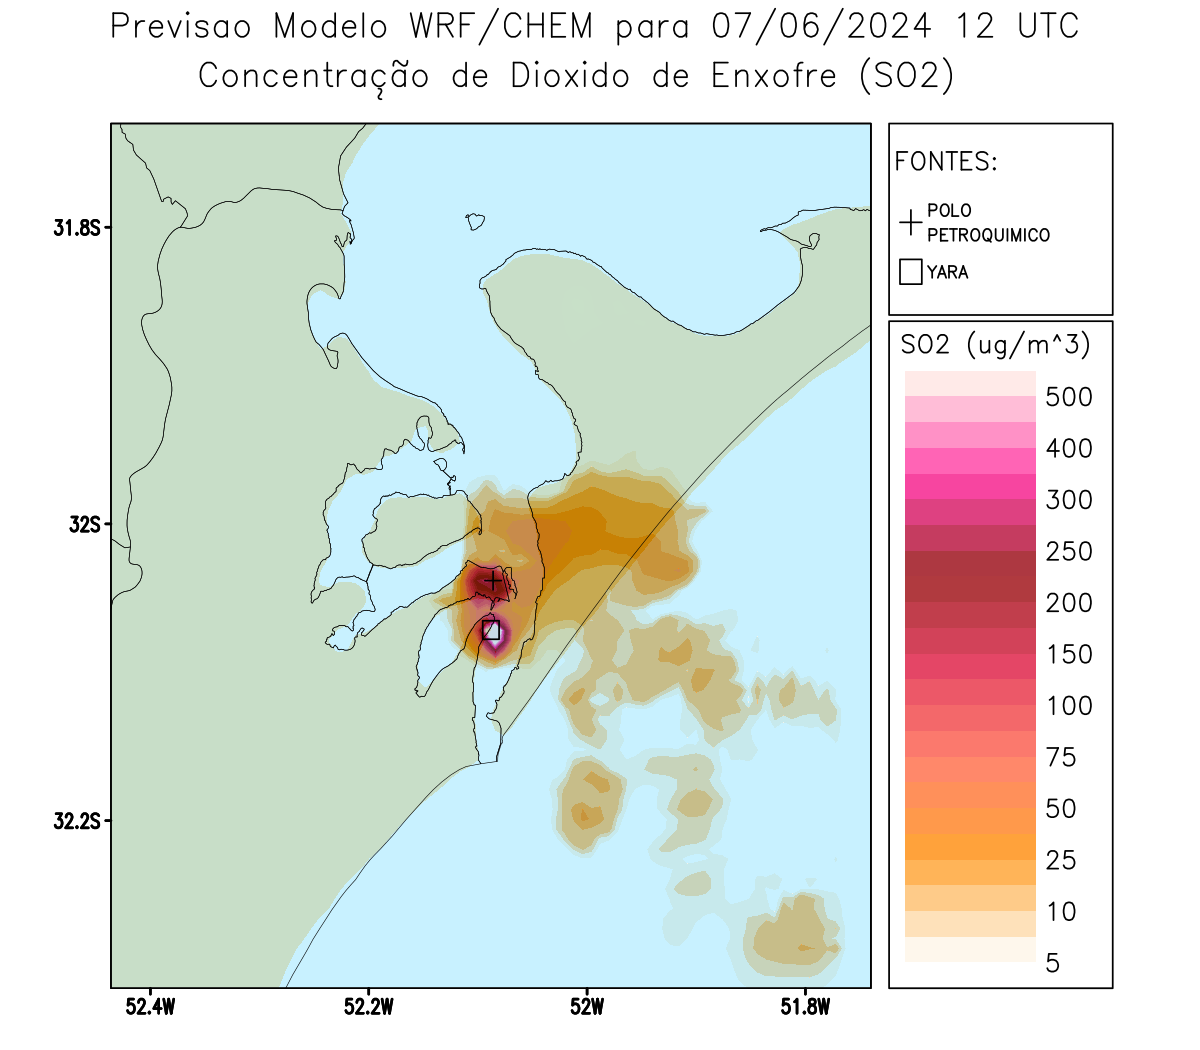 Previsao Modelo WRF/CHEM para 07/06/2024 12 UTC
Concentração de Dioxido de Enxofre (SO2)
FONTES:
POLO
PETROQUIMICO
YARA
SO2 (ug/m^3)
500
400
300
250
200
150
100
75
50
25
10
5
31.8S
32S
32.2S
52.4W
52.2W
52W
51.8W